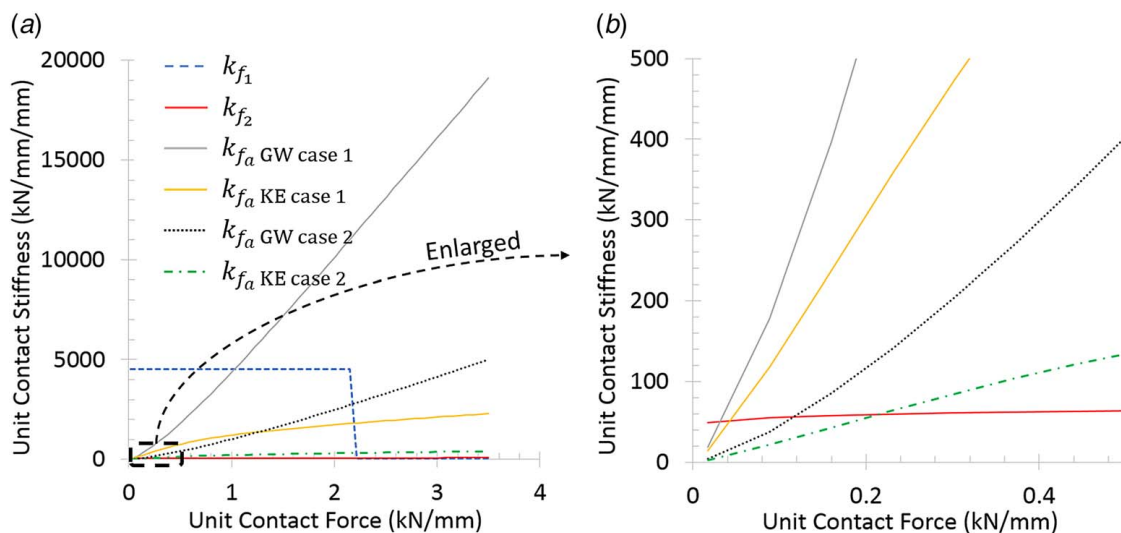 (a)
20000
15000
10000
5000
0
Unit Contact Stiffness (kN/mm/mm)
k_{f_1}
k_{f_2}
k_{f_a} GW case 1
k_{f_a} KE case 1
k_{f_a} GW case 2
k_{f_a} KE case 2
Enlarged
0 1 2 3 4
Unit Contact Force (kN/mm)
(b)
500
400
300
200
100
0
Unit Contact Stiffness (kN/mm/mm)
0 0.2 0.4
Unit Contact Force (kN/mm)